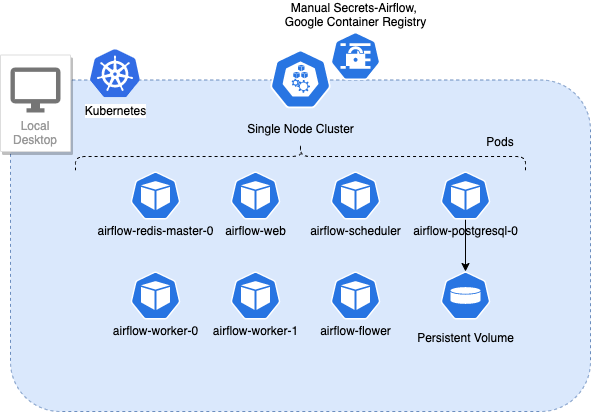 Manual Secrets-Airflow,
Google Container Registry
Local
Desktop
Kubernetes
Single Node Cluster
Pods
airflow-redis-master-0
airflow-web
airflow-scheduler
airflow-postgresql-0
airflow-worker-0
airflow-worker-1
airflow-flower
Persistent Volume